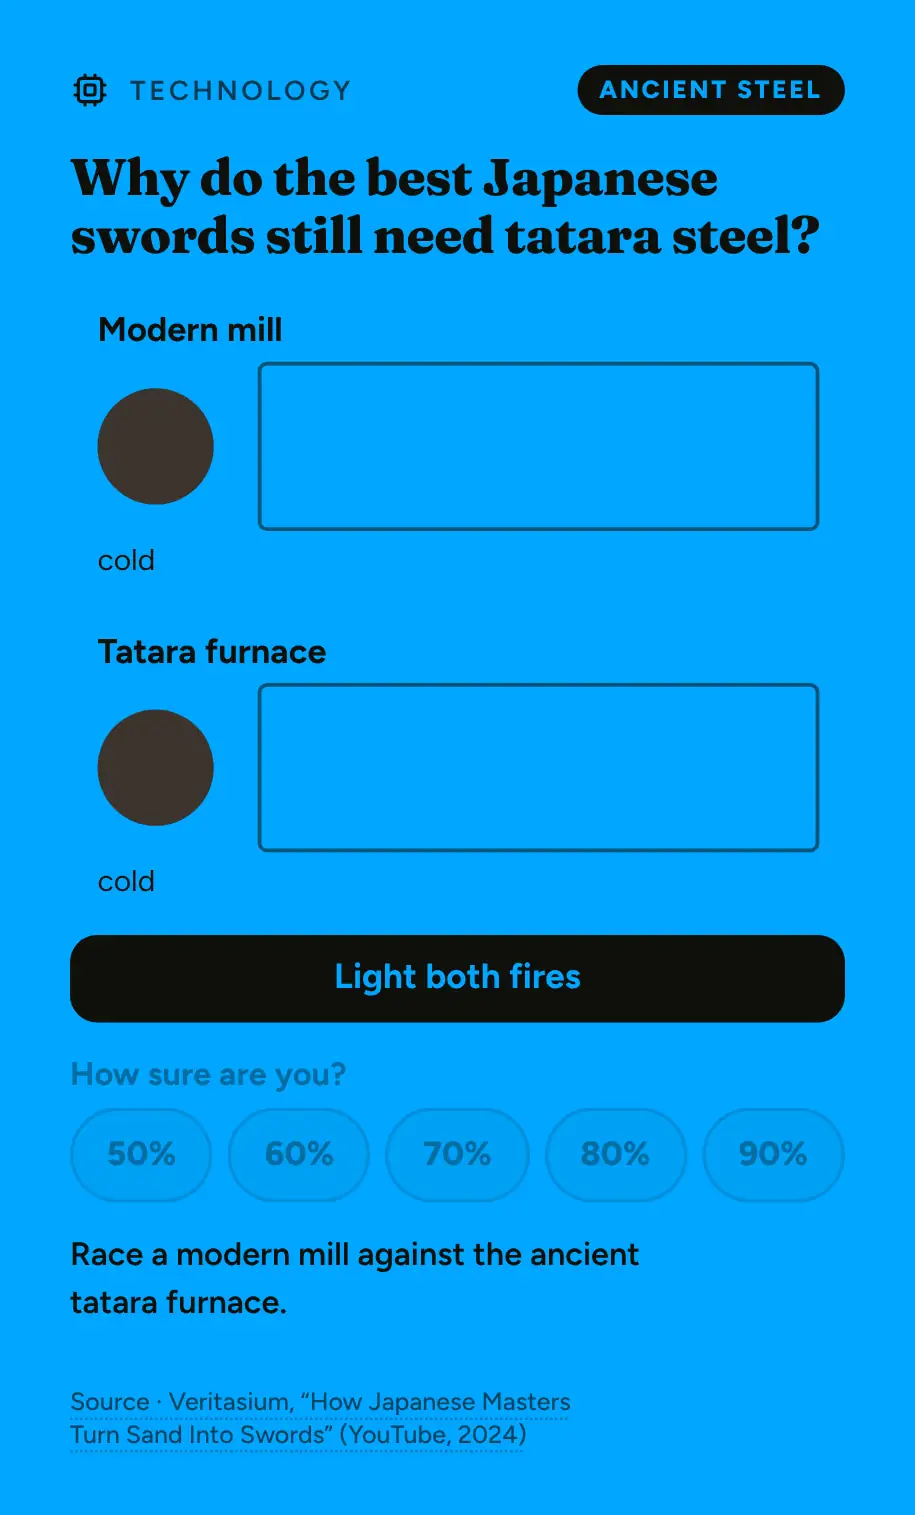 TECHNOLOGY
ANCIENT STEEL
Why do the best Japanese
swords still need tatara steel?
Modern mill
cold
Tatara furnace
cold
Light both fires
How sure are you?
50%
60%
70%
80%
90%
Race a modern mill against the ancient
tatara furnace.
Source · Veritasium, “How Japanese Masters
Turn Sand Into Swords” (YouTube, 2024)